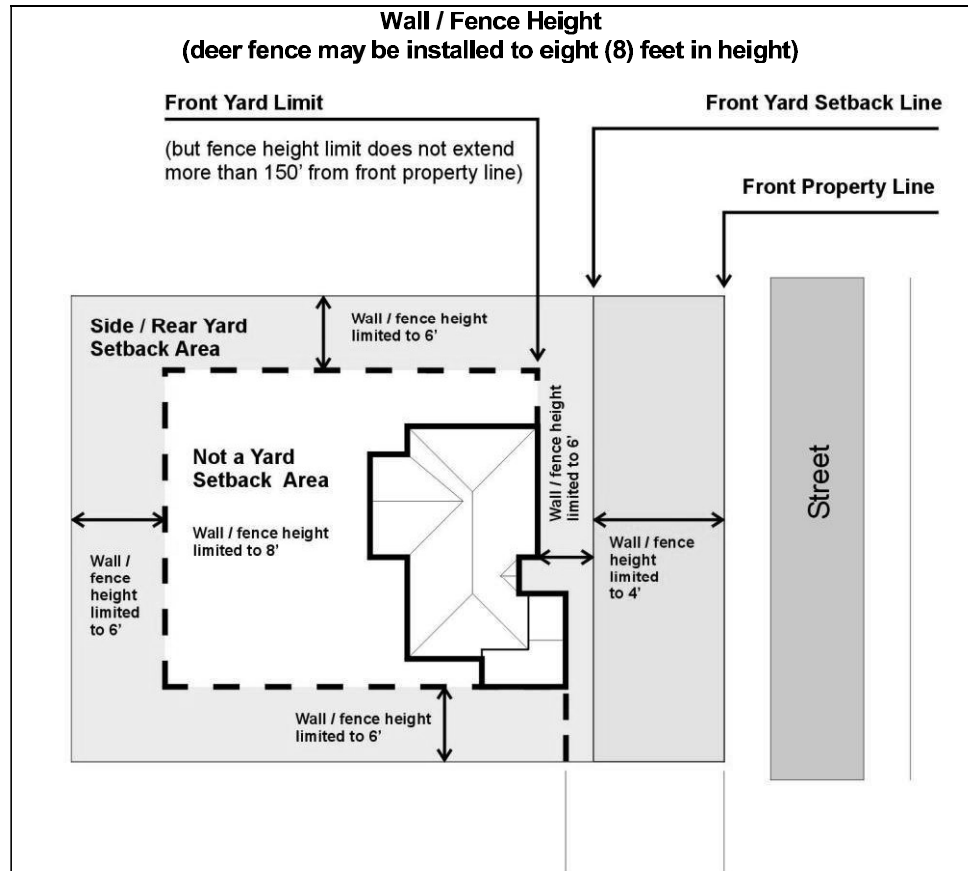 Wall / Fence Height
(deer fence may be installed to eight (8) feet in height)
Front Yard Limit
(but fence height limit does not extend
more than 150' from front property line)
Front Yard Setback Line
Front Property Line
Side / Rear Yard
Setback Area
Wall / fence height
limited to 6'
Wall / fence height
limited to 6'
Not a Yard
Setback Area
Wall / fence height
limited to 8'
Wall /
fence
height
limited
to 6'
Wall / fence
height
limited
to 4'
Street
Wall / fence height
limited to 6'